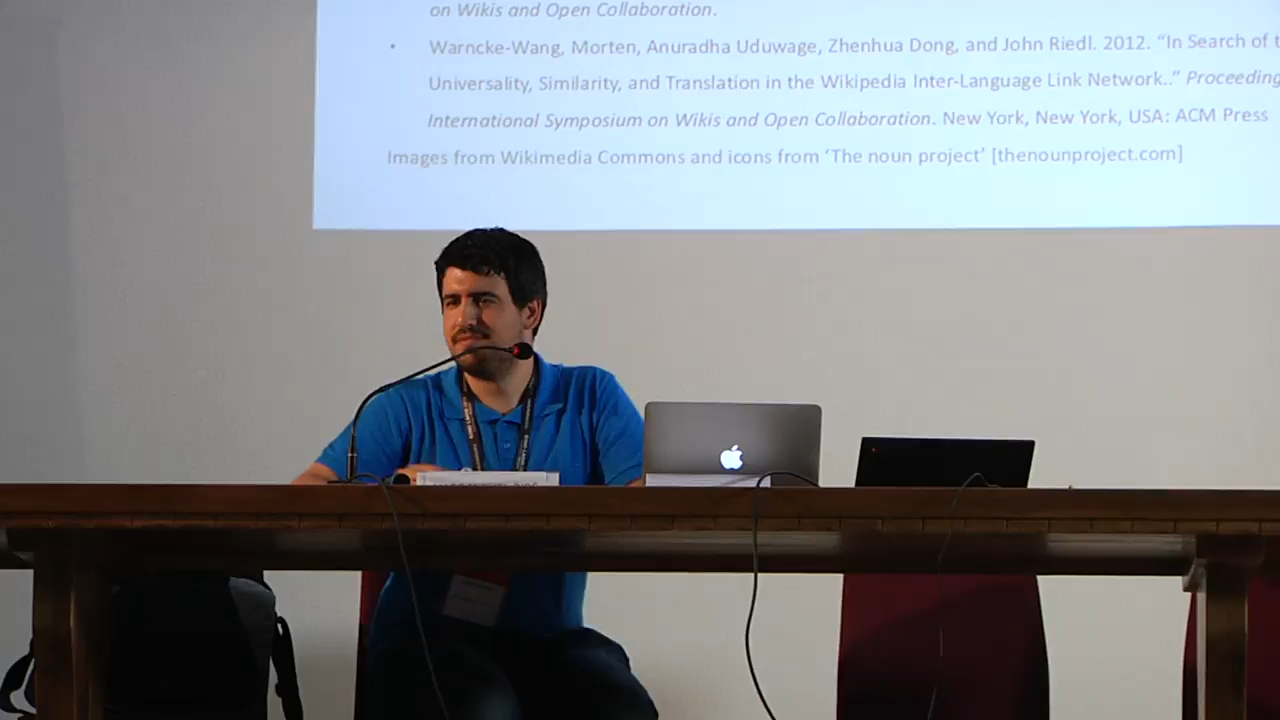 on Wikis and Open Collaboration.
• Warncke-Wang, Morten, Anuradha Uduwage, Zhenhua Dong, and John Riedl. 2012. “In Search of t
Universality, Similarity, and Translation in the Wikipedia Inter-Language Link Network..” Proceeding
International Symposium on Wikis and Open Collaboration. New York, New York, USA: ACM Press
Images from Wikimedia Commons and icons from ‘The noun project’ [thenounproject.com]